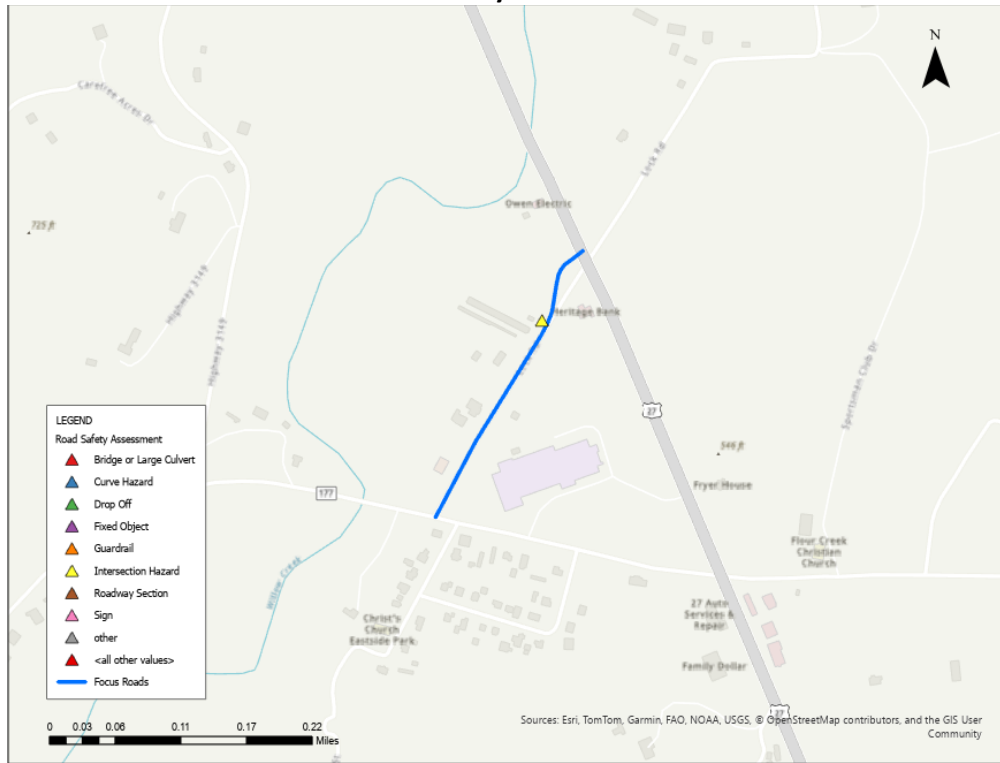 N
Carefree Acres Dr
Lock Rd
Owen Electric
725 ft
Highway 3149
Heritage Bank
Highway 3149
Sportsman Club Dr
27
546 ft
Fryer House
177
Flour Creek
Christian
Church
Willow Creek
Christ's
Church
Eastside Park
27 Auto
Services &
Repair
Family Dollar
27
LEGEND
Road Safety Assessment
Bridge or Large Culvert
Curve Hazard
Drop Off
Fixed Object
Guardrail
Intersection Hazard
Roadway Section
Sign
other
<all other values>
Focus Roads
0 0.03 0.06 0.11 0.17 0.22
Miles
Sources: Esri, TomTom, Garmin, FAO, NOAA, USGS, © OpenStreetMap contributors, and the GIS User
Community